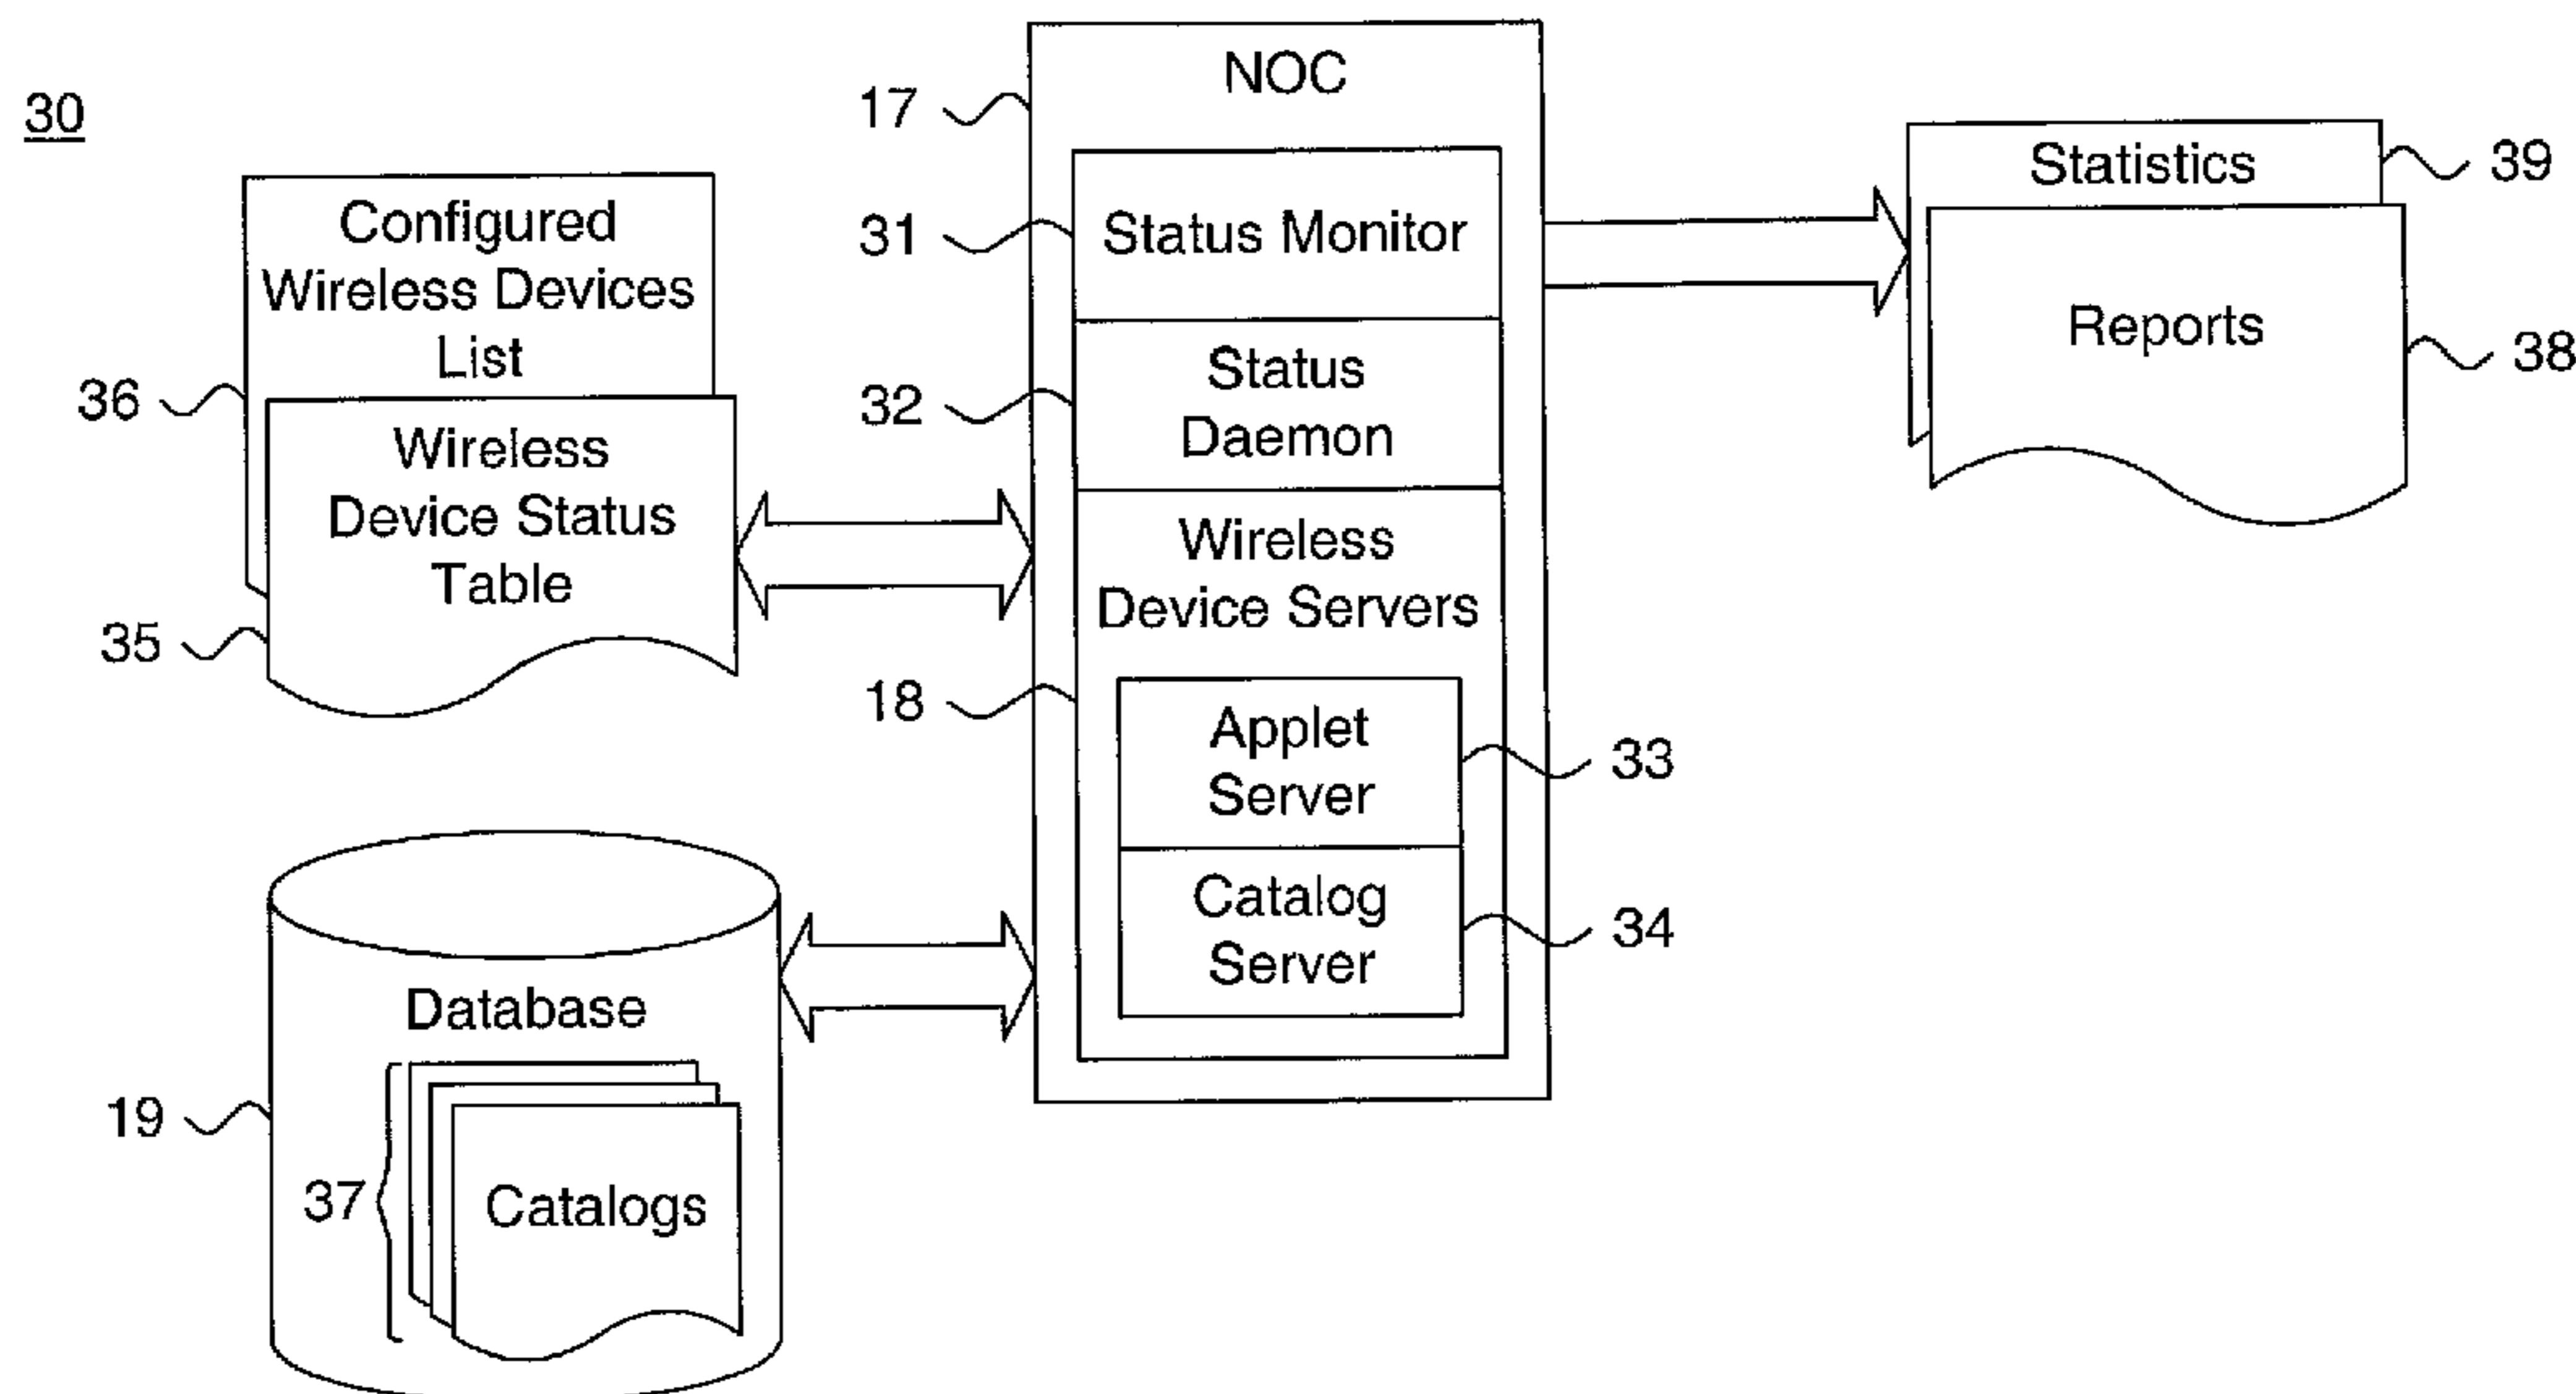 30
NOC
17
Status Monitor
31
Status
Daemon
32
Wireless
Device Servers
18
Applet
Server
33
Catalog
Server
34
Configured
Wireless Devices
List
36
Wireless
Device Status
Table
35
Database
19
37
Catalogs
Statistics
39
Reports
38